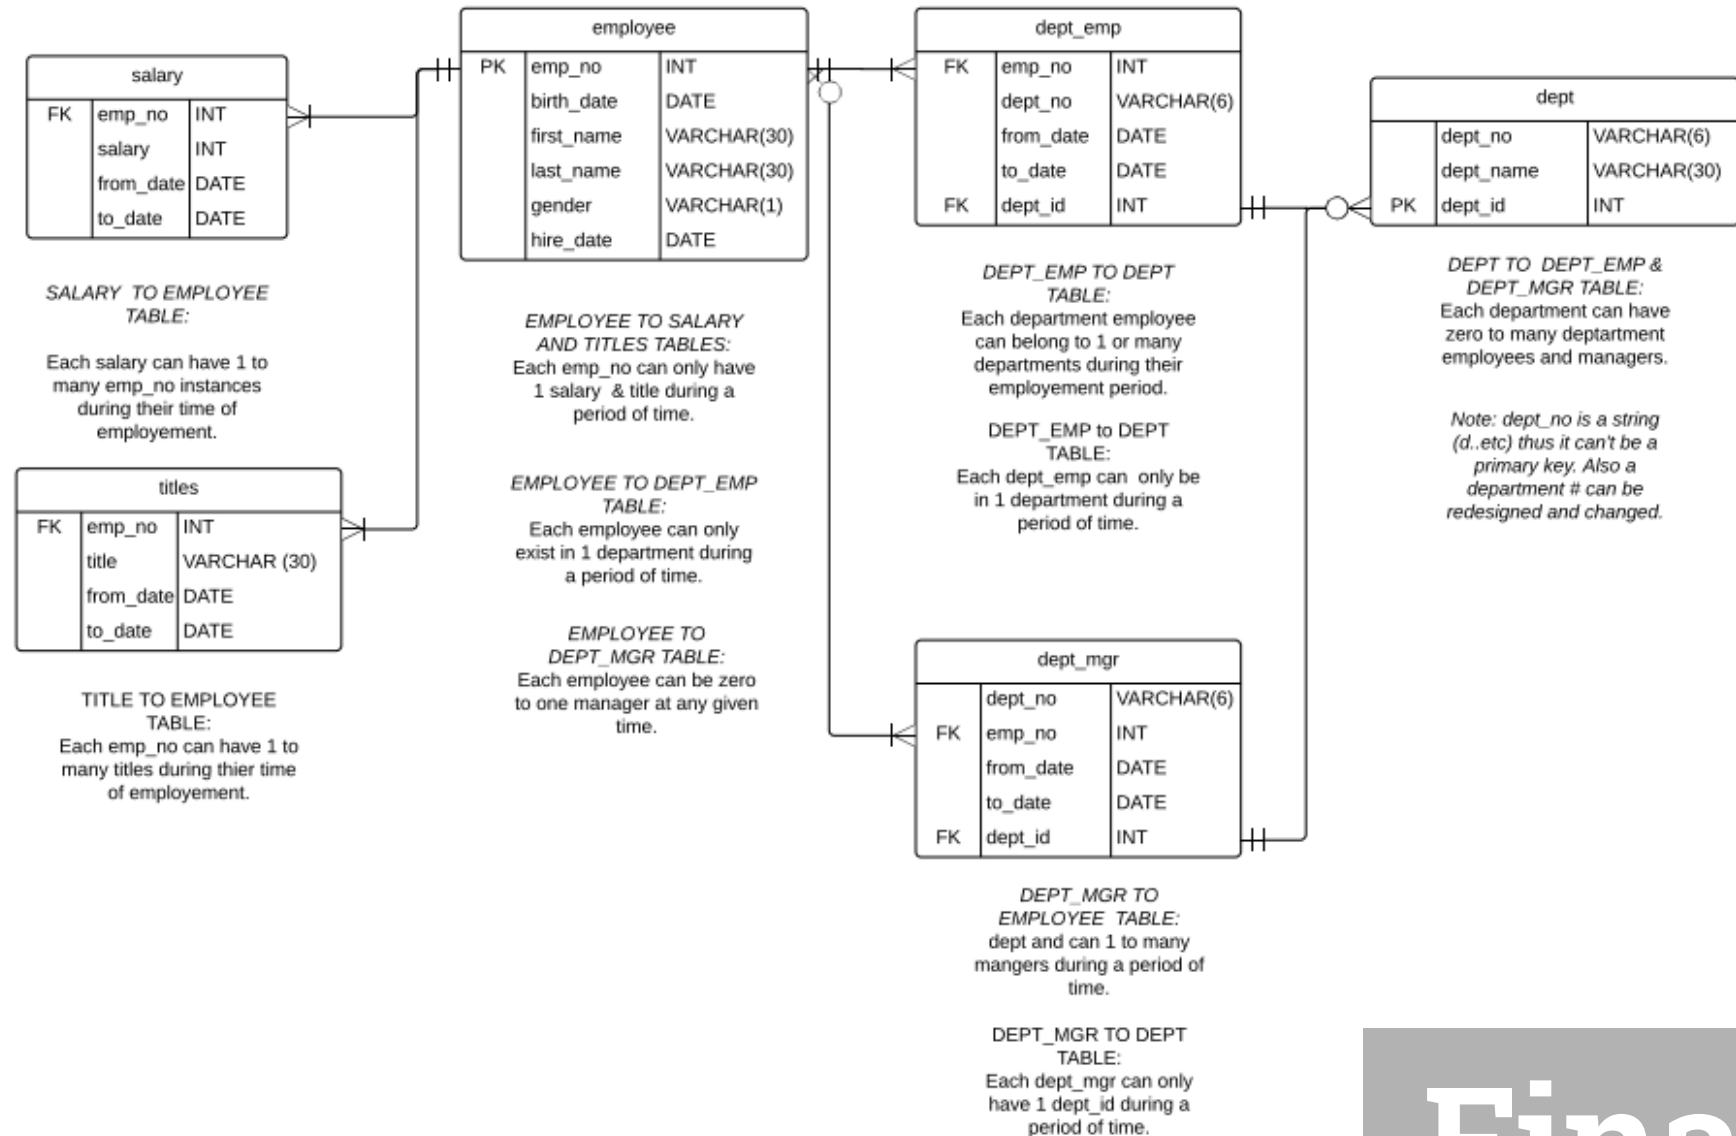 salary
FK emp_no INT
salary INT
from_date DATE
to_date DATE
SALARY TO EMPLOYEE
TABLE:
Each salary can have 1 to
many emp_no instances
during their time of
employement.
titles
FK emp_no INT
title VARCHAR (30)
from_date DATE
to_date DATE
TITLE TO EMPLOYEE
TABLE:
Each emp_no can have 1 to
many titles during thier time
of employement.
employee
PK emp_no INT
birth_date DATE
first_name VARCHAR(30)
last_name VARCHAR(30)
gender VARCHAR(1)
hire_date DATE
EMPLOYEE TO SALARY
AND TITLES TABLES:
Each emp_no can only have
1 salary & title during a
period of time.
EMPLOYEE TO DEPT_EMP
TABLE:
Each employee can only
exist in 1 department during
a period of time.
EMPLOYEE TO
DEPT_MGR TABLE:
Each employee can be zero
to one manager at any given
time.
dept_emp
FK emp_no INT
dept_no VARCHAR(6)
from_date DATE
to_date DATE
FK dept_id INT
DEPT_EMP TO DEPT
TABLE:
Each department employee
can belong to 1 or many
departments during their
employement period.
DEPT_EMP to DEPT
TABLE:
Each dept_emp can only be
in 1 department during a
period of time.
dept_mgr
dept_no VARCHAR(6)
FK emp_no INT
from_date DATE
to_date DATE
FK dept_id INT
DEPT_MGR TO
EMPLOYEE TABLE:
dept and can 1 to many
mangers during a period of
time.
DEPT_MGR TO DEPT
TABLE:
Each dept_mgr can only
have 1 dept_id during a
period of time.
dept
dept_no VARCHAR(6)
dept_name VARCHAR(30)
PK dept_id INT
DEPT TO DEPT_EMP &
DEPT_MGR TABLE:
Each department can have
zero to many deptartment
employees and managers.
Note: dept_no is a string
(d..etc) thus it can't be a
primary key. Also a
department # can be
redesigned and changed.